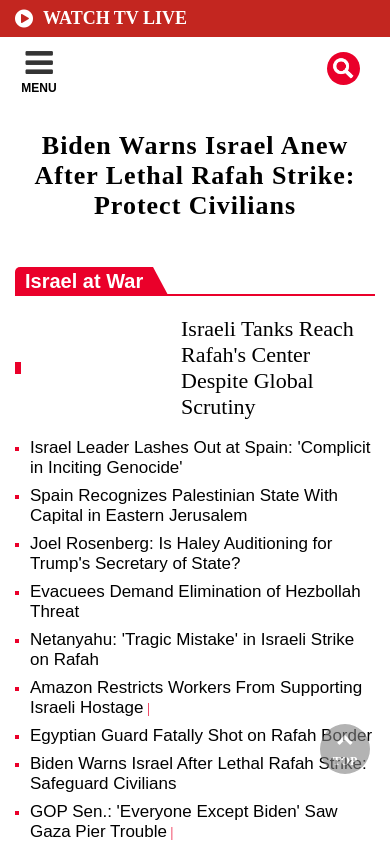 WATCH TV LIVE
MENU
Biden Warns Israel Anew
After Lethal Rafah Strike:
Protect Civilians
Israel at War
Israeli Tanks Reach
Rafah's Center
Despite Global
Scrutiny
Israel Leader Lashes Out at Spain: 'Complicit
in Inciting Genocide'
Spain Recognizes Palestinian State With
Capital in Eastern Jerusalem
Joel Rosenberg: Is Haley Auditioning for
Trump's Secretary of State?
Evacuees Demand Elimination of Hezbollah
Threat
Netanyahu: 'Tragic Mistake' in Israeli Strike
on Rafah
Amazon Restricts Workers From Supporting
Israeli Hostage |
Egyptian Guard Fatally Shot on Rafah Border
Biden Warns Israel After Lethal Rafah Strike:
Safeguard Civilians
GOP Sen.: 'Everyone Except Biden' Saw
Gaza Pier Trouble |